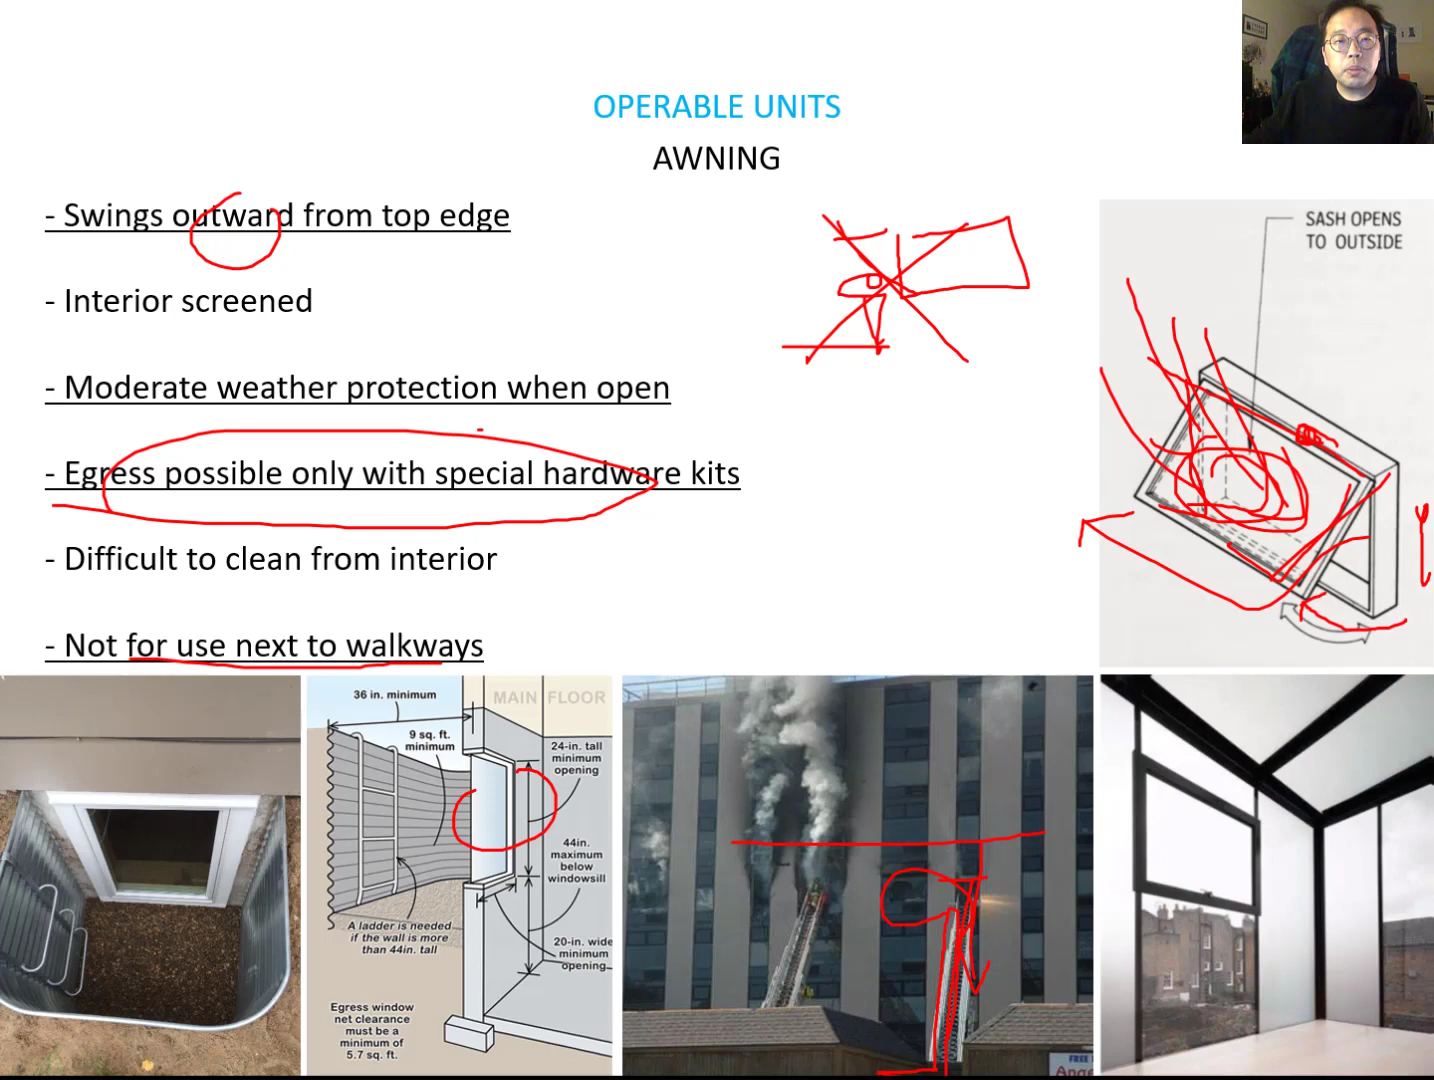 OPERABLE UNITS
AWNING
- Swings outward from top edge
- Interior screened
- Moderate weather protection when open
- Egress possible only with special hardware kits
- Difficult to clean from interior
- Not for use next to walkways
SASH OPENS
TO OUTSIDE
36 in. minimum
MAIN FLOOR
9 sq. ft.
minimum
24-in. tall
minimum
opening
44in.
maximum
below
windowsill
A ladder is needed
if the wall is more
than 44in. tall
20-in. wide
minimum
opening
Egress window
net clearance
must be a
minimum of
5.7 sq. ft.
FREE